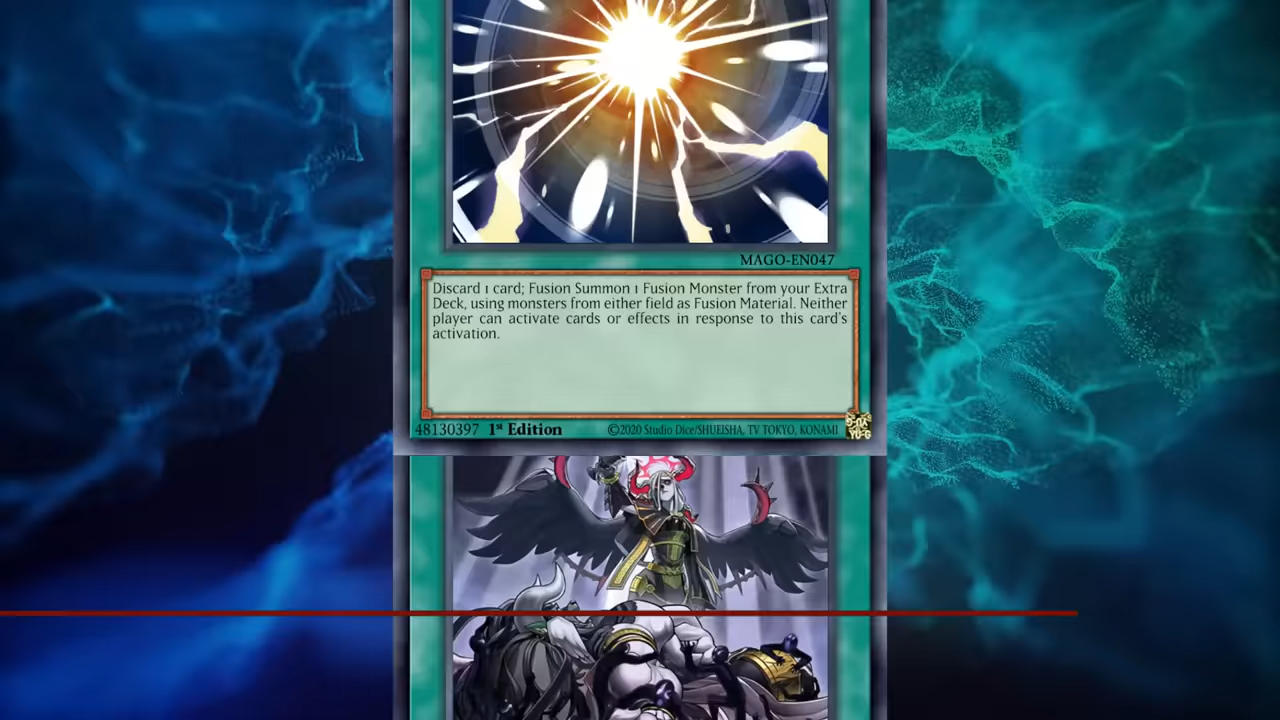 MAGO-EN047
Discard 1 card; Fusion Summon 1 Fusion Monster from your Extra
Deck, using monsters from either field as Fusion Material. Neither
player can activate cards or effects in response to this card's
activation.
48130397 1st Edition ©2020 Studio Dice/SHUEISHA, TV TOKYO, KONAMI